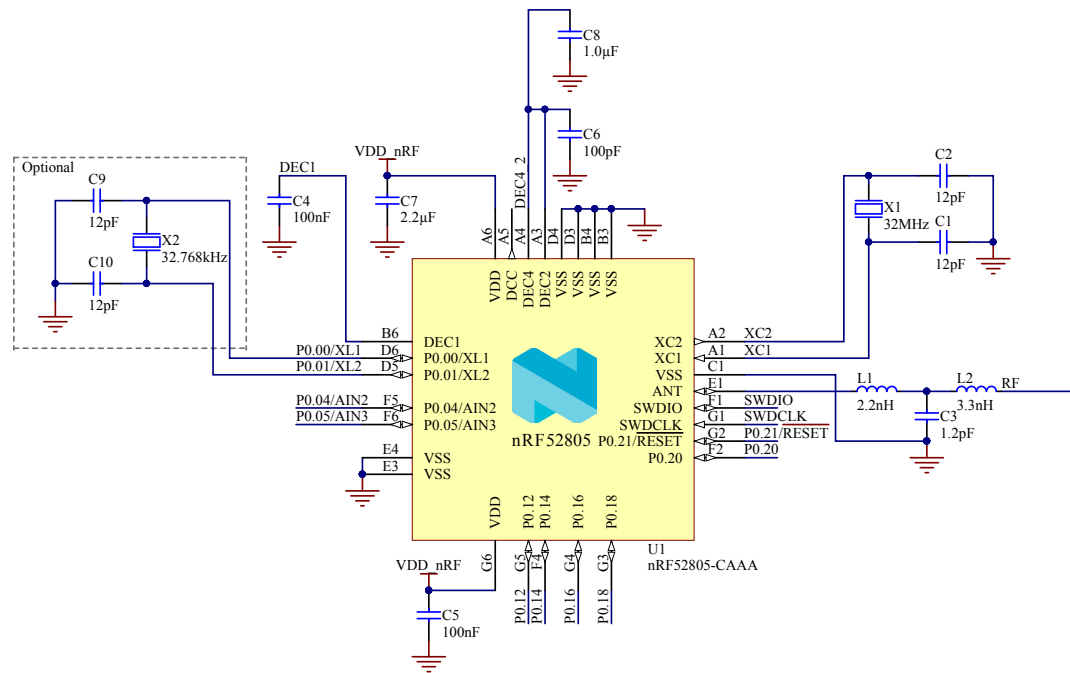 C8
1.0µF
C6
100pF
Optional
C9
12pF
X2
32.768kHz
C10
12pF
DEC1
C4
100nF
VDD_nRF
C7
2.2µF
DEC4_2
C2
12pF
X1
32MHz
C1
12pF
A6
A5
A4
A3
D4
D3
B4
B3
VDD
DCC
DEC4
DEC2
VSS
VSS
VSS
VSS
B6
DEC1
P0.00/XL1
D6
P0.00/XL1
P0.01/XL2
D5
P0.01/XL2
P0.04/AIN2
F5
P0.04/AIN2
P0.05/AIN3
F6
P0.05/AIN3
E4
VSS
E3
VSS
nRF52805
XC2
A2
XC2
XC1
A1
XC1
VSS
C1
ANT
E1
SWDIO
F1
SWDIO
SWDCLK
G1
SWDCLK
P0.21/RESET
G2
P0.21/RESET
P0.20
F2
P0.20
L1
2.2nH
L2
3.3nH
RF
C3
1.2pF
VDD
P0.12
P0.14
P0.16
P0.18
G6
G5
F4
G4
G3
P0.12
P0.14
P0.16
P0.18
U1
nRF52805-CAAA
VDD_nRF
C5
100nF